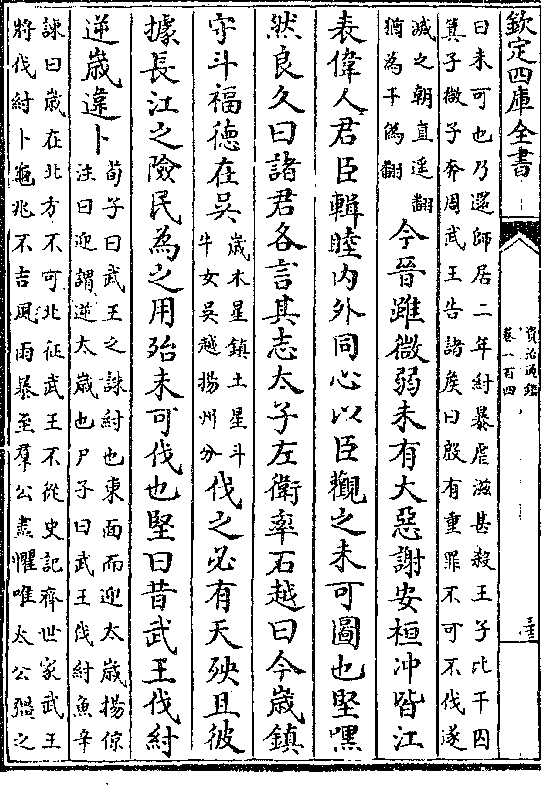 欽定四庫全書
資治通鑑
卷一百四
曰未可也乃還師居二年紂暴虐滋甚殺王子比干囚
箕子微子奔周武王告諸侯曰殷有重罪不可不伐遂
滅之朝直遥翻
猶為于偽翻
今晉雖微弱未有大惡謝安桓冲皆江
表偉人君臣輯睦内外同心以臣觀之未可圖也堅嘿
然良久曰諸君各言其志太子左衛率石越曰今歲鎮
守斗福德在吳
歲木星鎮土星斗
牛女吳越揚州分
伐之必有天殃且彼
據長江之險民為之用殆未可伐也堅曰昔武王伐紂
逆歲違卜
荀子曰武王之誅紂也東面而迎太歲揚倞
注曰迎謂逆太歲也尸子曰武王伐紂魚辛
諫曰歲在北方不可北征武王不從史記齊世家武王
將伐紂卜龜兆不吉風雨暴至羣公盡懼唯太公彊之